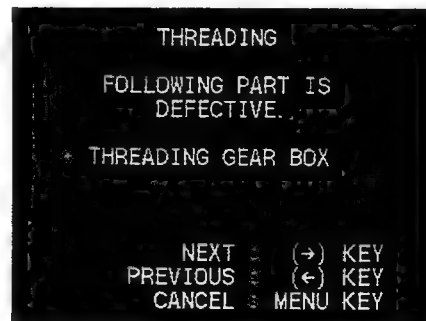 THREADING
FOLLOWING PART IS
DEFECTIVE.
* THREADING GEAR BOX
NEXT : (→) KEY
PREVIOUS : (←) KEY
CANCEL : MENU KEY